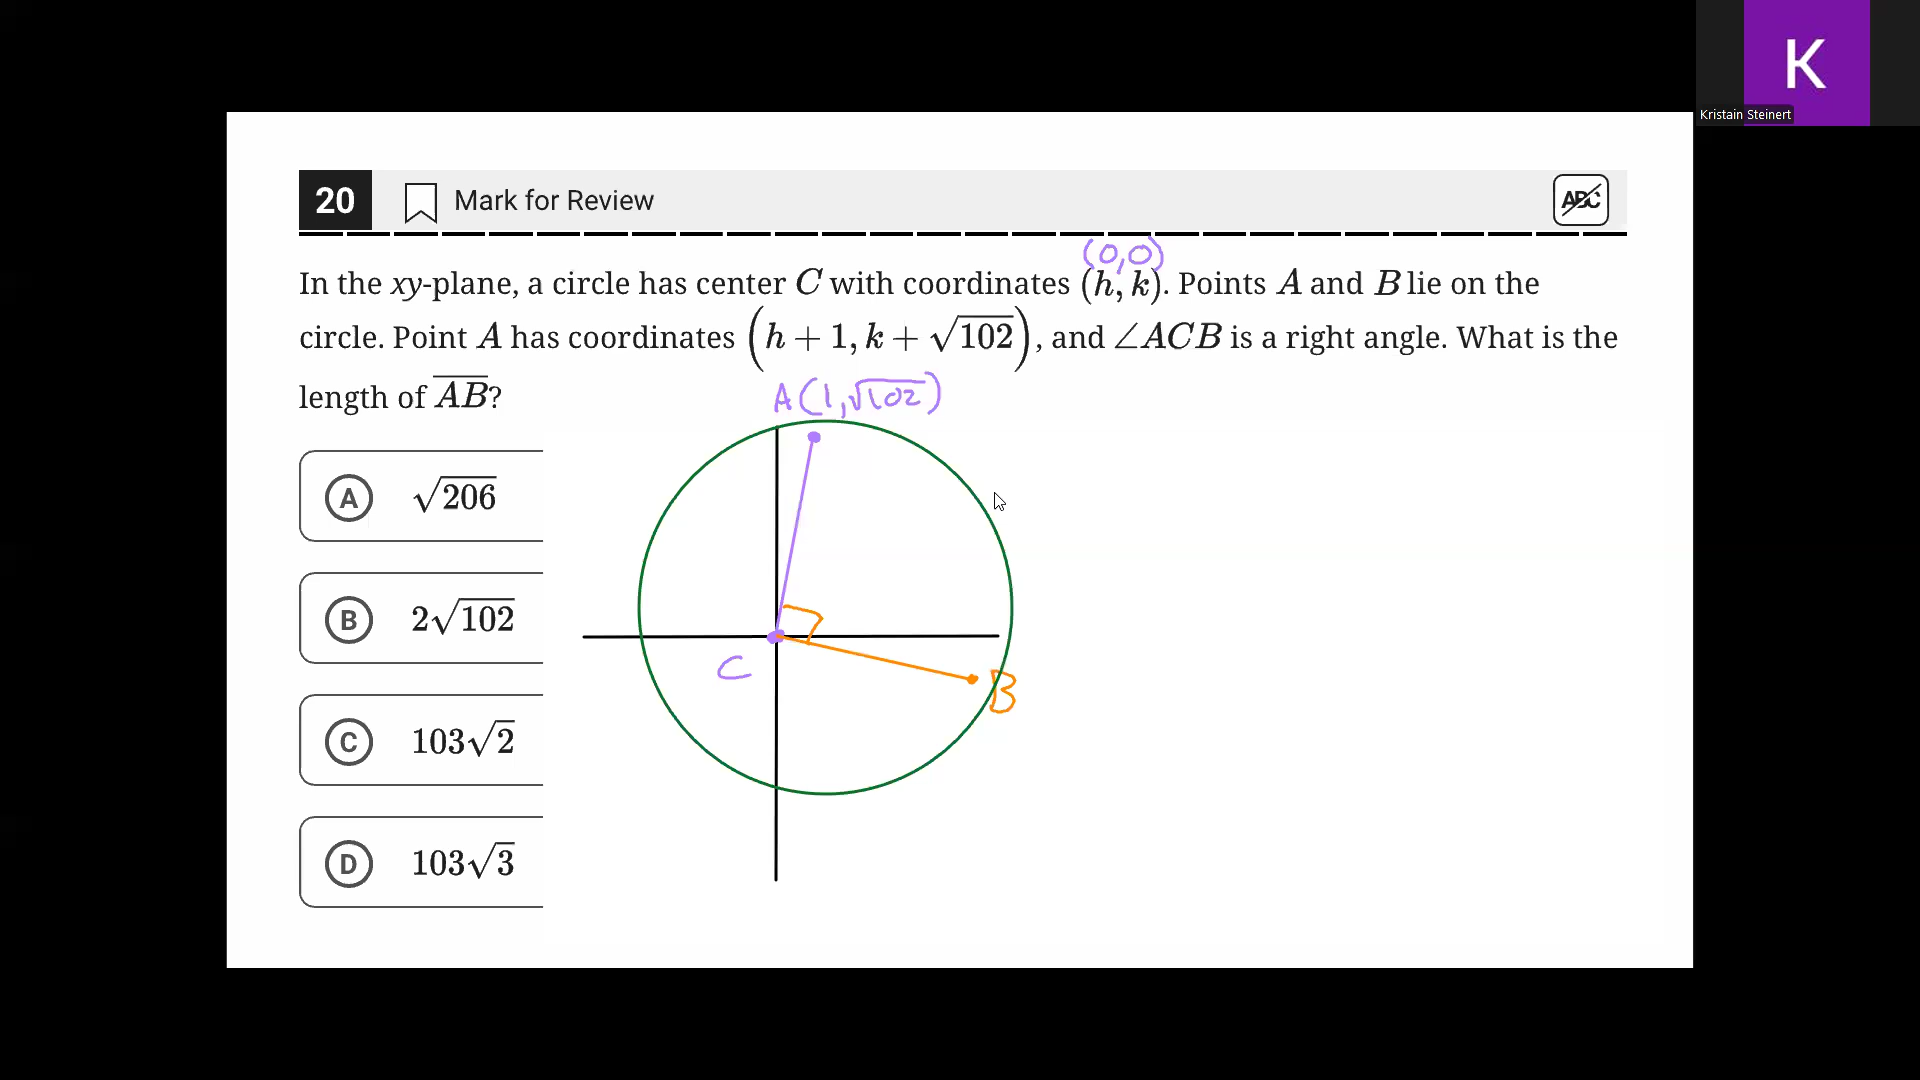 K
Kristain Steinert
20 Mark for Review ABC
(0,0)
In the xy-plane, a circle has center C with coordinates (h, k). Points A and B lie on the
circle. Point A has coordinates (h + 1, k + √102), and ∠ACB is a right angle. What is the
length of AB?
A(1,√102)
A √206
B 2√102
C
B
C 103√2
D 103√3